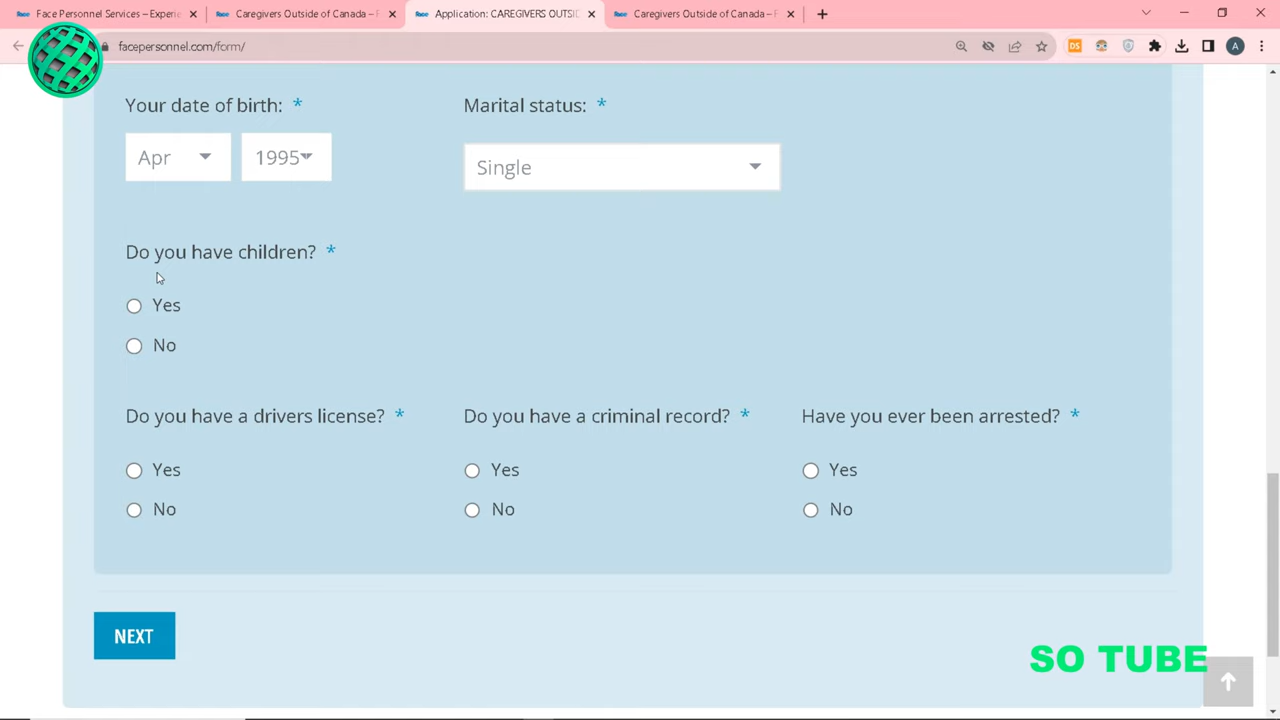 Face Personnel Services – Experie
Caregivers Outside of Canada – F
Application: CAREGIVERS OUTSID
Caregivers Outside of Canada – F
facepersonnel.com/form/
DS
A
Your date of birth: *
Marital status: *
Apr
1995
Single
Do you have children? *
Yes
No
Do you have a drivers license? *
Do you have a criminal record? *
Have you ever been arrested? *
Yes
Yes
Yes
No
No
No
NEXT
SO TUBE